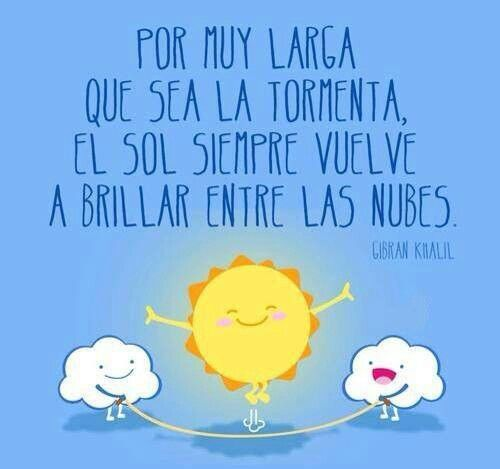 POR MUY LARGA
QUE SEA LA TORMENTA,
EL SOL SIEMPRE VUELVE
A BRILLAR ENTRE LAS NUBES.
GIBRAN KHALIL